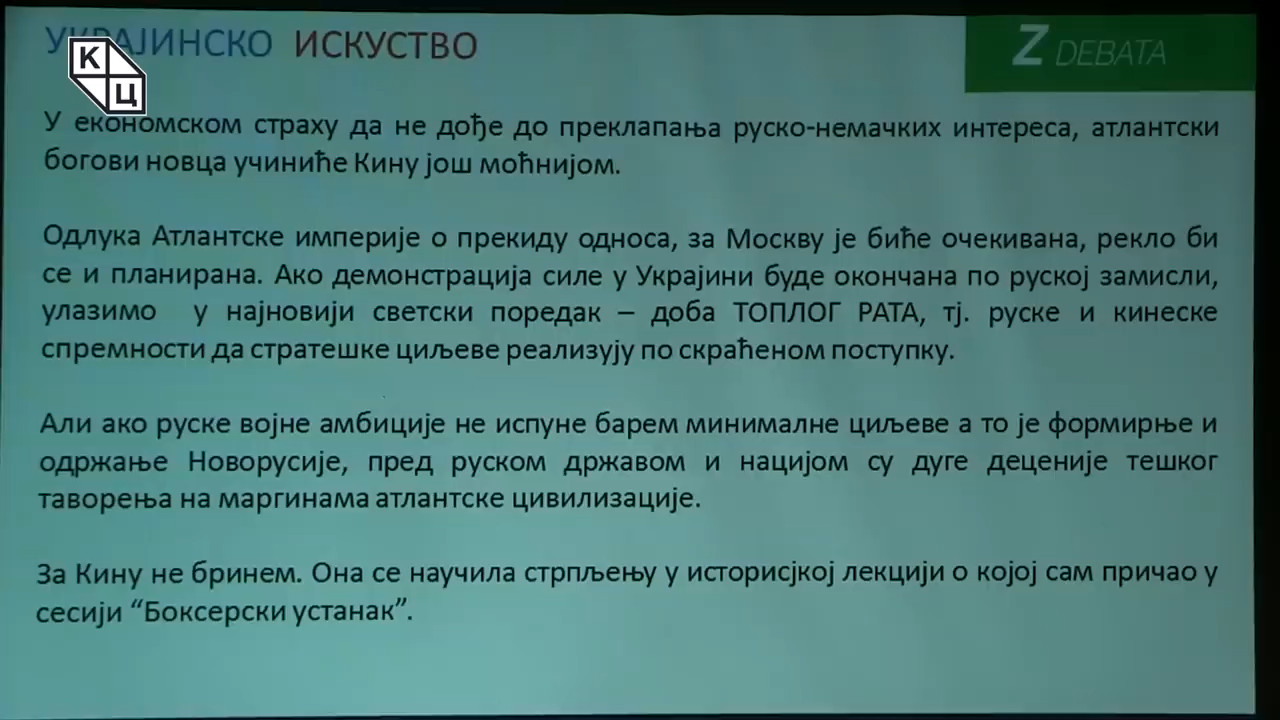 УКРАЈИНСКО ИСКУСТВО
К
Ц
Z DEBATA
У економском страху да не дође до преклапања руско-немачких интереса, атлантски
богови новца учиниће Кину још моћнијом.
Одлука Атлантске империје о прекиду односа, за Москву је биће очекивана, рекло би
се и планирана. Ако демонстрација силе у Украјини буде окончана по руској замисли,
улазимо у најновији светски поредак – доба ТОПЛОГ РАТА, тј. руске и кинеске
спремности да стратешке циљеве реализују по скраћеном поступку.
Али ако руске војне амбиције не испуне барем минималне циљеве а то је формирње и
одржање Новорусије, пред руском државом и нацијом су дуге деценије тешког
таворења на маргинама атлантске цивилизације.
За Кину не бринем. Она се научила стрпљењу у историсјкој лекцији о којој сам причао у
сесији “Боксерски устанак”.